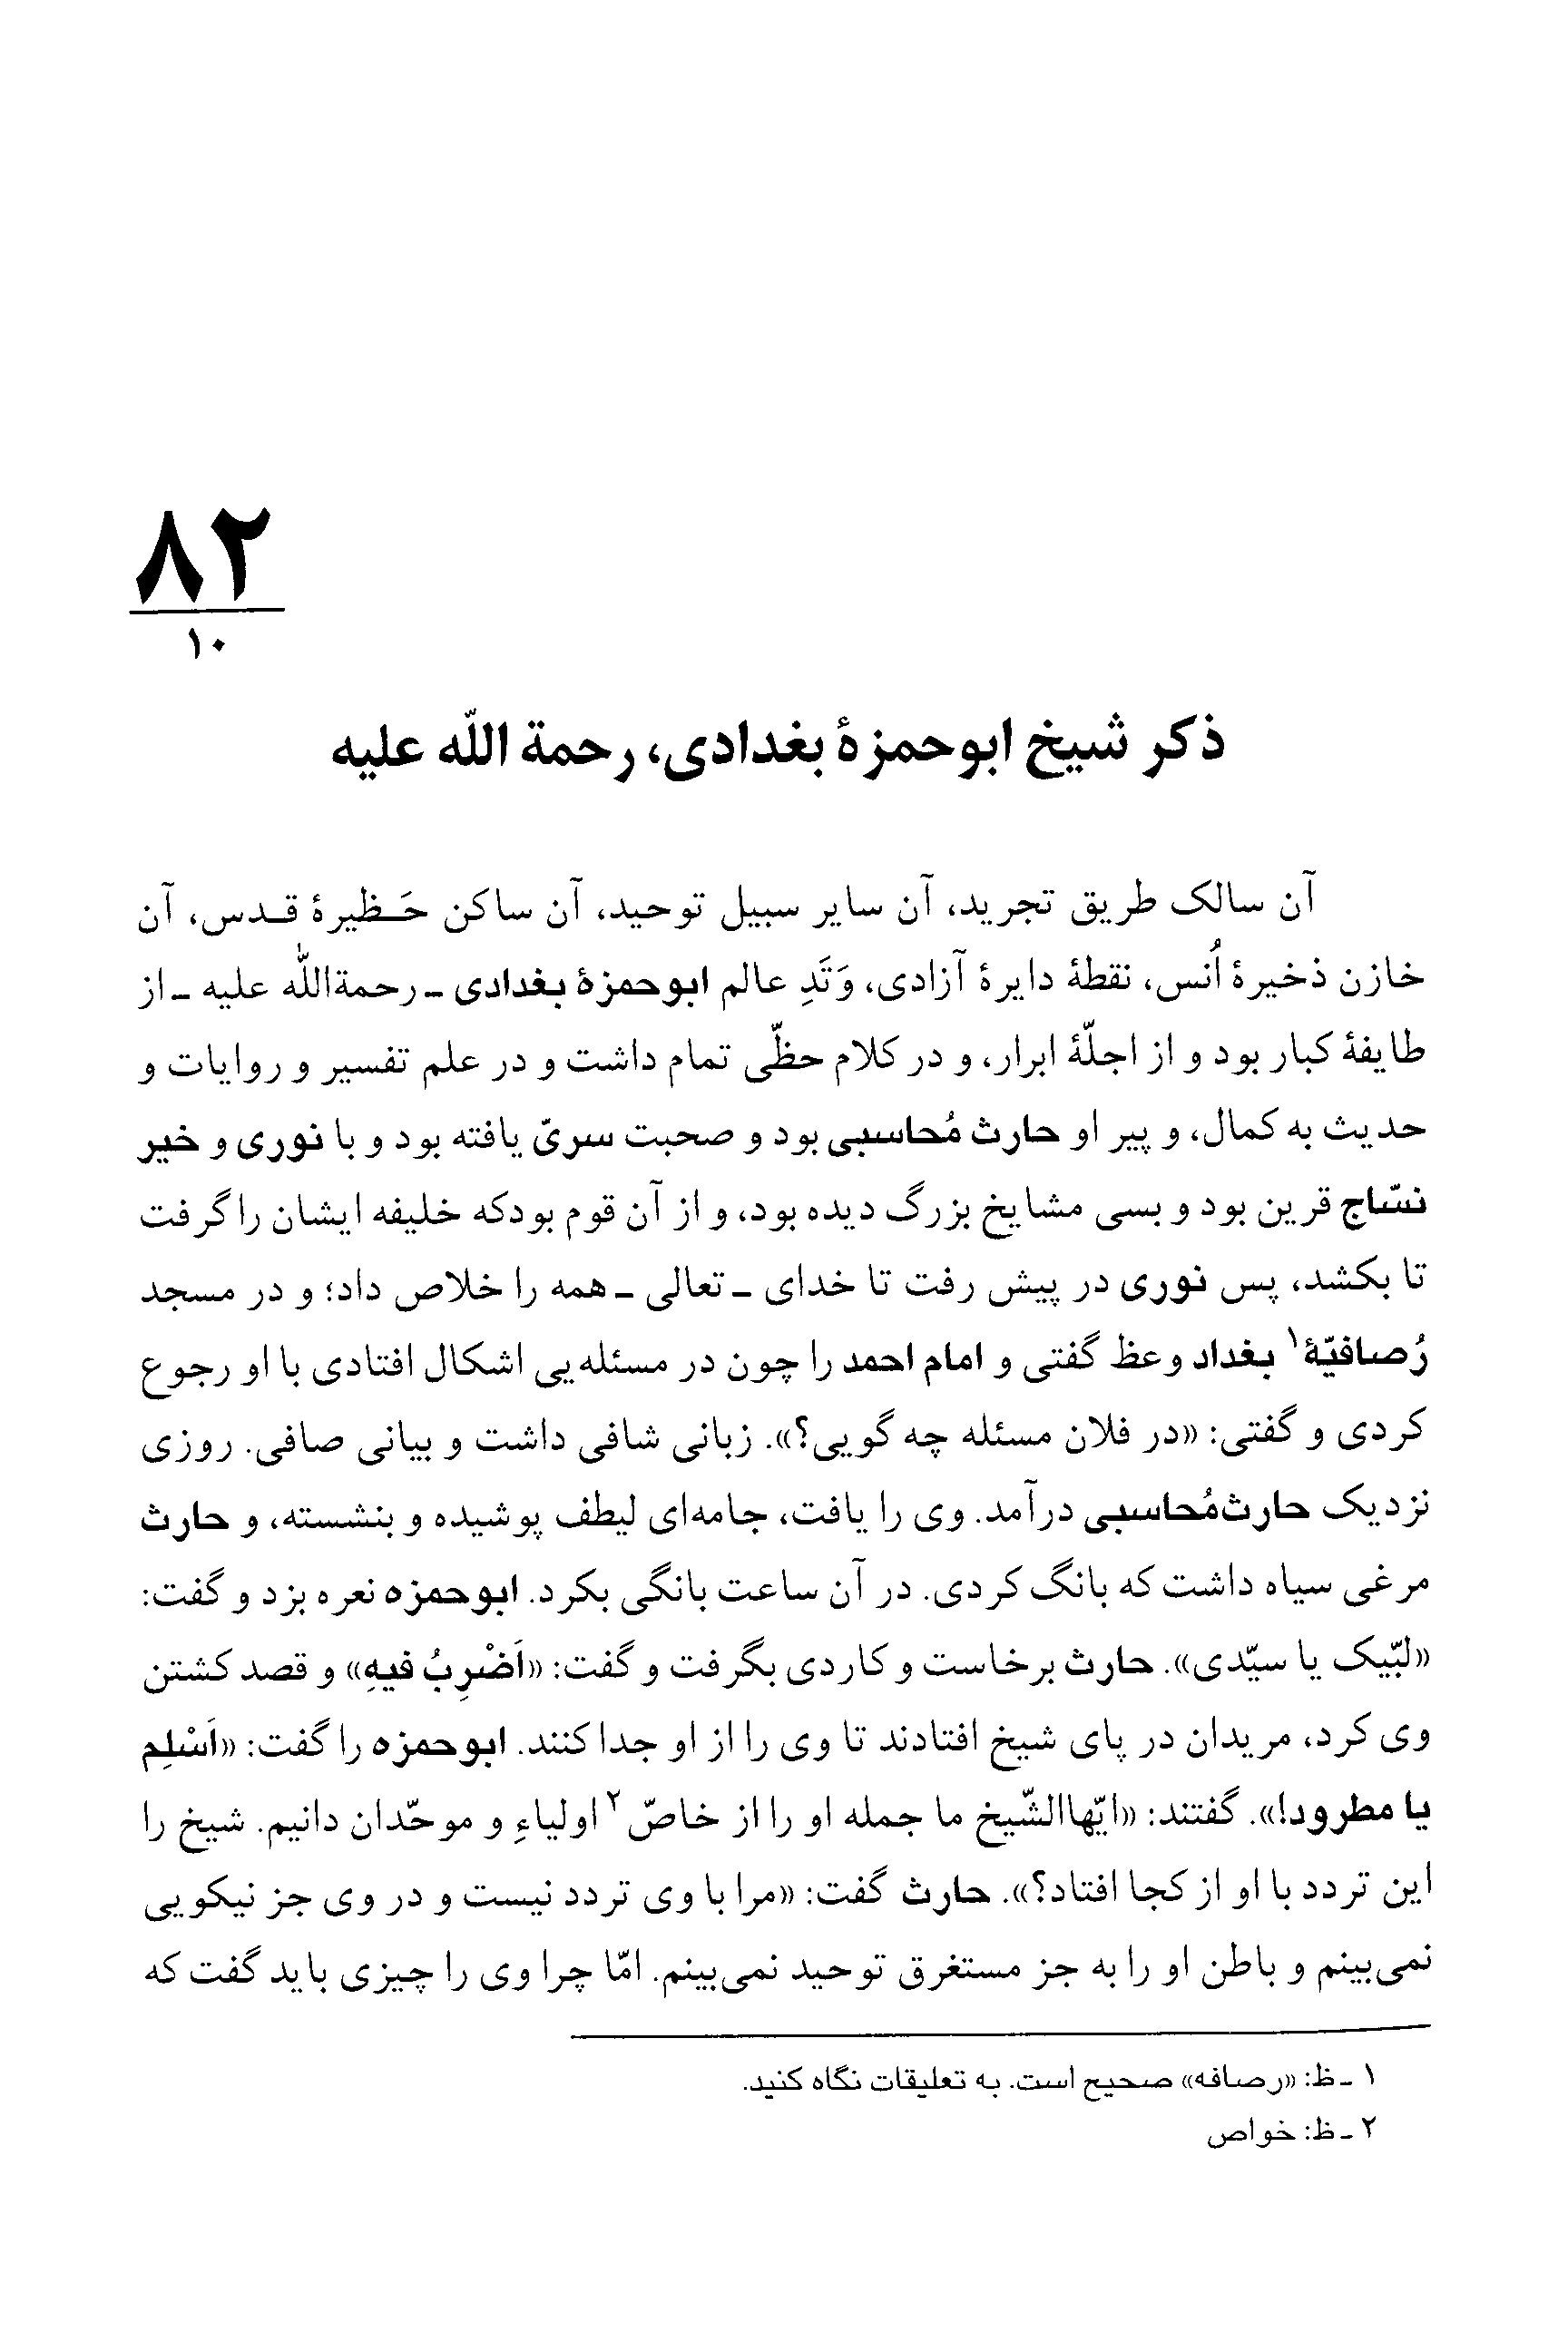 ۸۲
۱۰
ذکر شیخ ابوحمزهٔ بغدادی، رحمة اللّه علیه
آن سالک طریق تجرید، آن سایر سبیل توحید، آن ساکن حَـظیرهٔ قـدس، آن
خازن ذخیرهٔ اُنس، نقطهٔ دایرهٔ آزادی، وَتَدِ عالم ابوحمزهٔ بغدادی ـ رحمةاللّٰه علیه ـ از
طایفهٔ کبار بود و از اجلّهٔ ابرار، و در کلام حظّی تمام داشت و در علم تفسیر و روایات و
حدیث به کمال، و پیر او حارث مُحاسبی بود و صحبت سریّ یافته بود و با نوری و خیر
نسّاج قرین بود و بسی مشایخ بزرگ دیده بود، و از آن قوم بودکه خلیفه ایشان را گرفت
تا بکشد، پس نوری در پیش رفت تا خدای ـ تعالی ـ همه را خلاص داد؛ و در مسجد
رُصافیّهٔ۱ بغداد وعظ گفتی و امام احمد را چون در مسئله‌یی اشکال افتادی با او رجوع
کردی و گفتی: «در فلان مسئله چه گویی؟». زبانی شافی داشت و بیانی صافی. روزی
نزدیک حارث‌مُحاسبی درآمد. وی را یافت، جامه‌ای لیطف پوشیده و بنشسته، و حارث
مرغی سیاه داشت که بانگ کردی. در آن ساعت بانگی بکرد. ابوحمزه نعره بزد و گفت:
«لبّیک یا سیّدی». حارث برخاست و کاردی بگرفت و گفت: «اَضْرِبُ فیهِ» و قصد کشتن
وی کرد، مریدان در پای شیخ افتادند تا وی را از او جدا کنند. ابوحمزه را گفت: «اَسْلِم
یا مطرود!». گفتند: «ایّهاالشّیخ ما جمله او را از خاصّ۲ اولیاءِ و موحّدان دانیم. شیخ را
این تردد با او از کجا افتاد؟». حارث گفت: «مرا با وی تردد نیست و در وی جز نیکویی
نمی‌بینم و باطن او را به جز مستغرق توحید نمی‌بینم. امّا چرا وی را چیزی باید گفت که
۱ ـ ظ: «رصافه» صحیح است. به تعلیقات نگاه کنید.
۲ ـ ظ: خواص